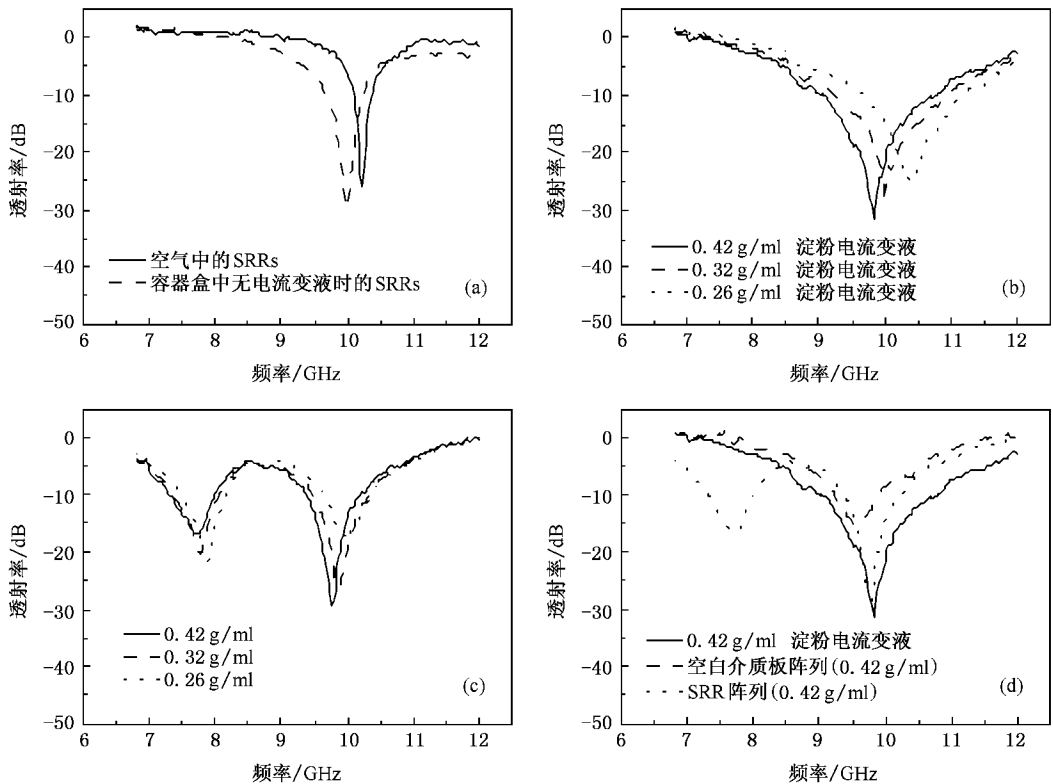 0
−10
−20
−30
−40
−50
透射率/dB
空气中的SRRs
容器盒中无电流变液时的SRRs
(a)
6 7 8 9 10 11 12
频率/GHz
0
−10
−20
−30
−40
−50
透射率/dB
0.42 g/ml 淀粉电流变液
0.32 g/ml 淀粉电流变液
0.26 g/ml 淀粉电流变液
(b)
6 7 8 9 10 11 12
频率/GHz
0
−10
−20
−30
−40
−50
透射率/dB
0.42 g/ml
0.32 g/ml
0.26 g/ml
(c)
6 7 8 9 10 11 12
频率/GHz
0
−10
−20
−30
−40
−50
透射率/dB
0.42 g/ml 淀粉电流变液
空白介质板阵列(0.42 g/ml)
SRR 阵列(0.42 g/ml)
(d)
6 7 8 9 10 11 12
频率/GHz